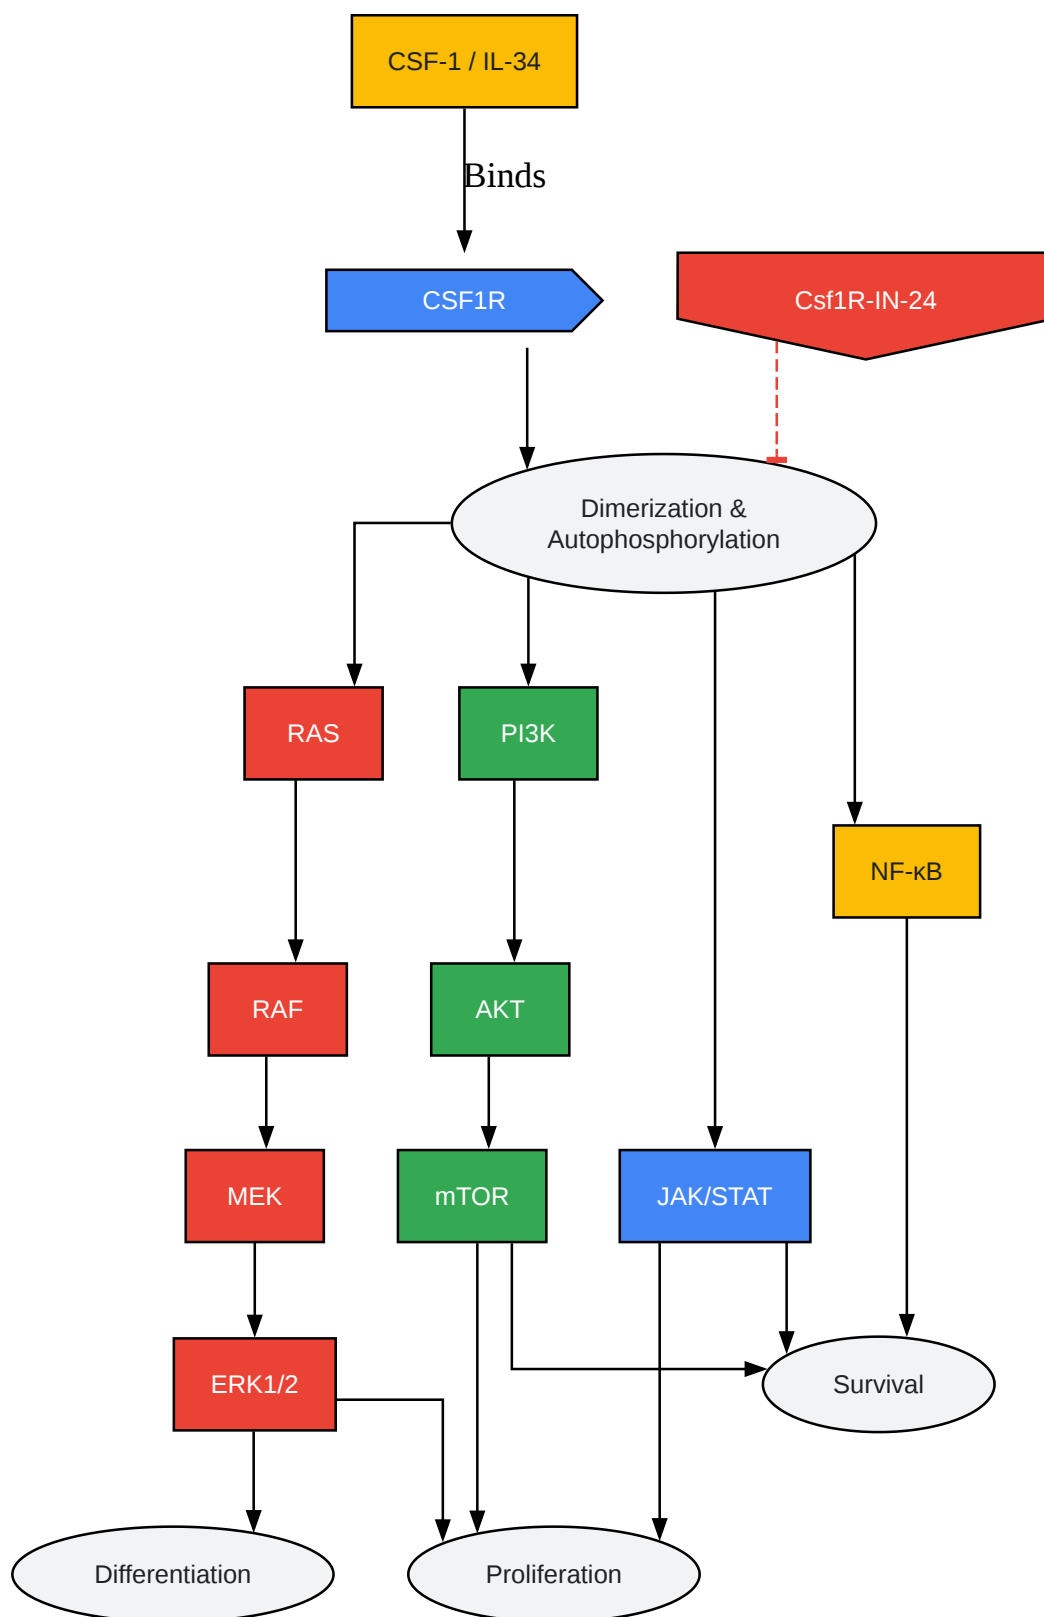 CSF-1 / IL-34
Binds
CSF1R
Csf1R-IN-24
Dimerization &
Autophosphorylation
RAS
PI3K
NF-κB
RAF
AKT
MEK
mTOR
JAK/STAT
ERK1/2
Survival
Differentiation
Proliferation